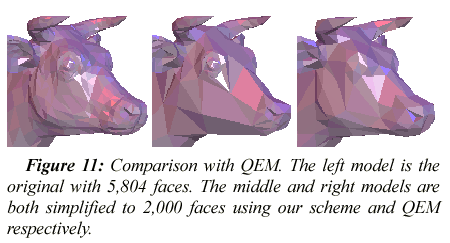 Figure 11: Comparison with QEM. The left model is the
original with 5,804 faces. The middle and right models are
both simplified to 2,000 faces using our scheme and QEM
respectively.